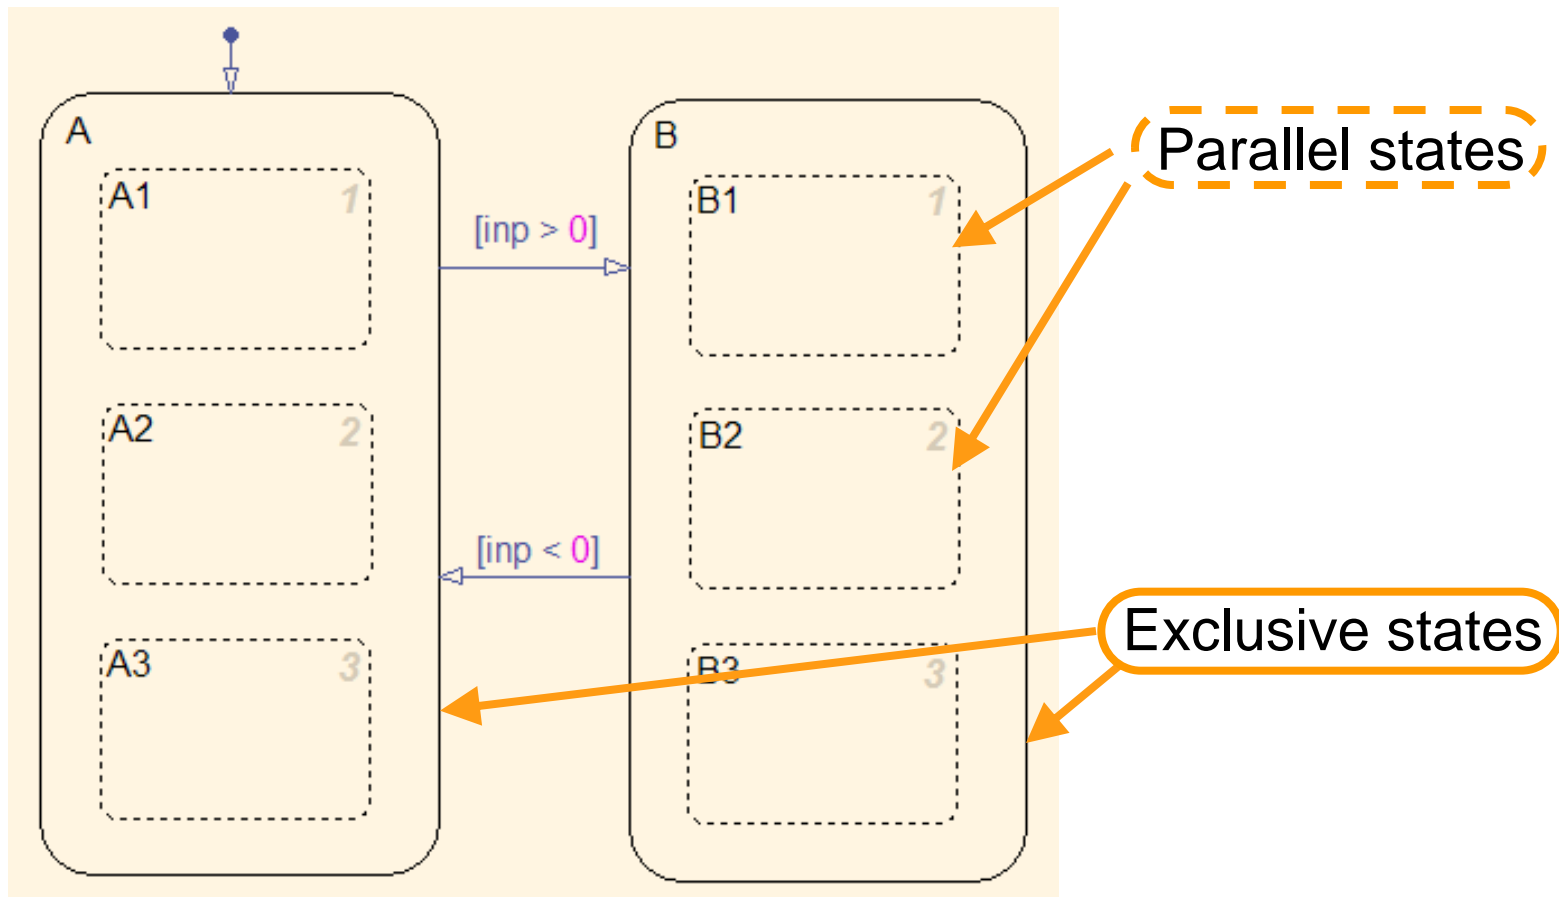 A
A1 1
[inp > 0]
A2 2
[inp < 0]
A3 3
B
B1 1
B2 2
B3 3
Parallel states
Exclusive states